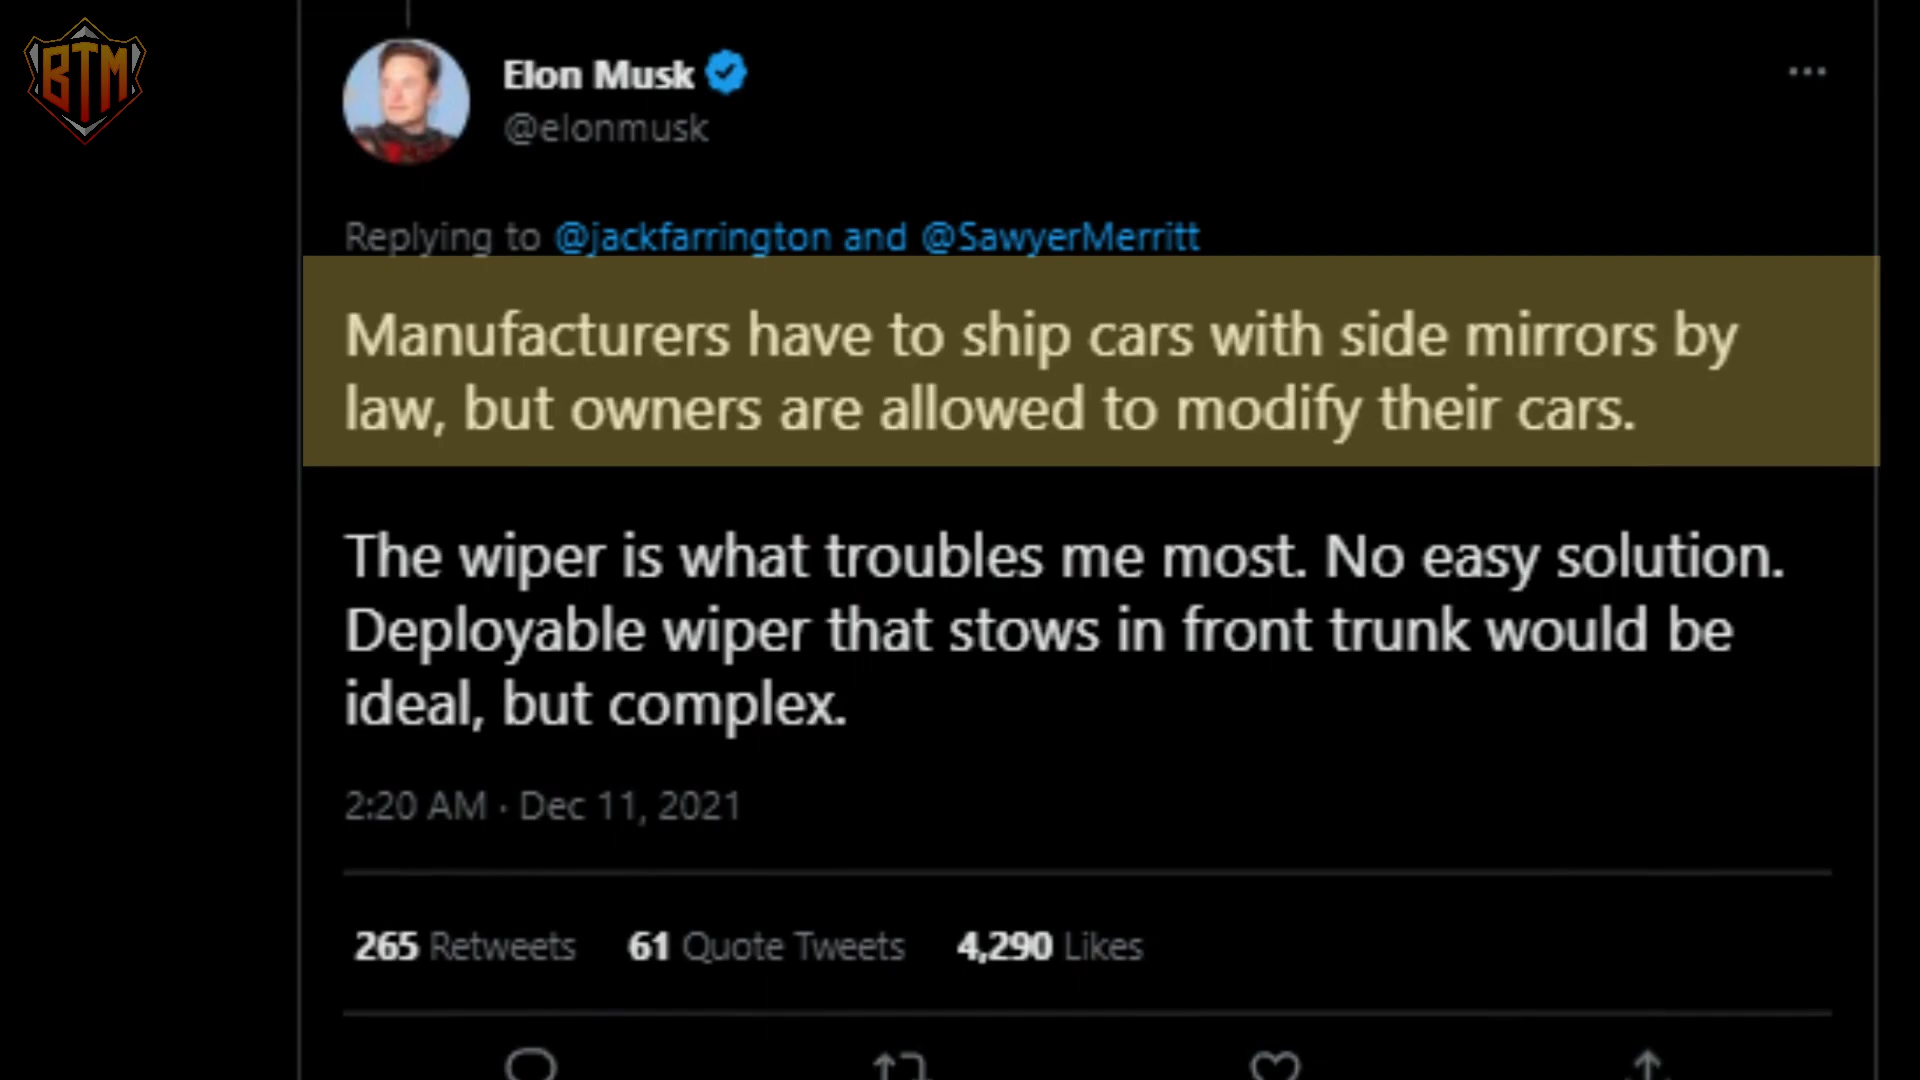 BTM
Elon Musk
@elonmusk
Replying to @jackfarrington and @SawyerMerritt
Manufacturers have to ship cars with side mirrors by
law, but owners are allowed to modify their cars.
The wiper is what troubles me most. No easy solution.
Deployable wiper that stows in front trunk would be
ideal, but complex.
2:20 AM · Dec 11, 2021
265 Retweets 61 Quote Tweets 4,290 Likes